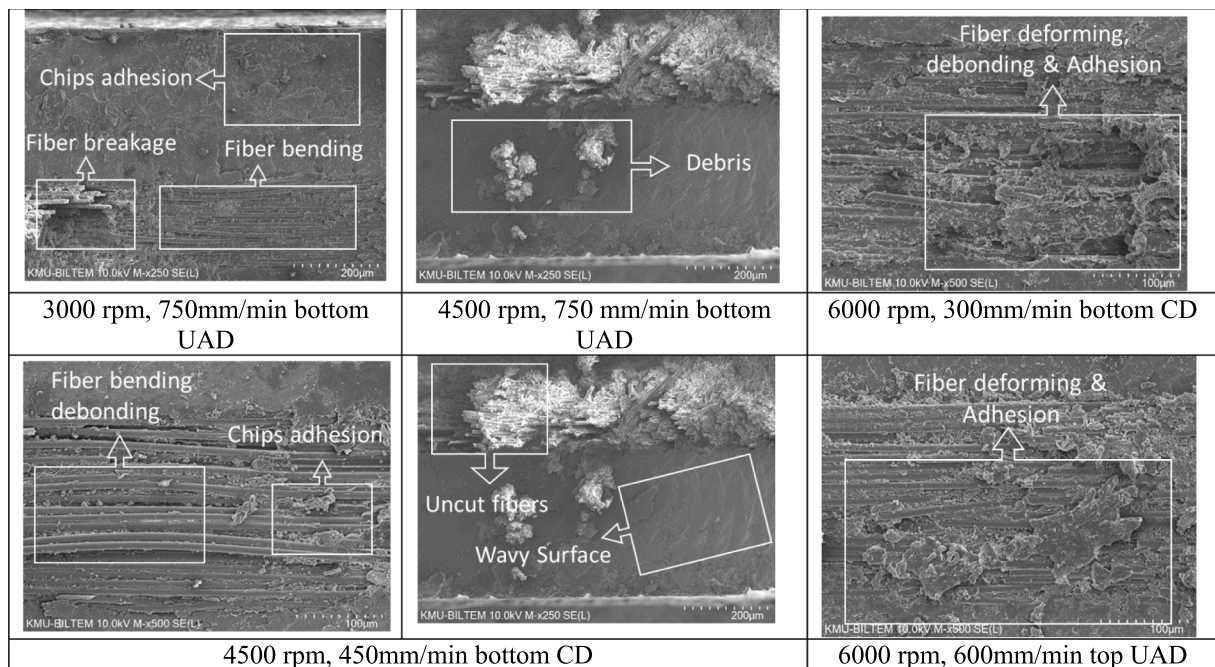 Chips adhesion
Fiber breakage
Fiber bending
KMU-BILTEM 10.0kV M-x250 SE(L)
200μm
Debris
KMU-BILTEM 10.0kV M-x250 SE(L)
200μm
Fiber deforming,
debonding & Adhesion
KMU-BILTEM 10.0kV M-x500 SE(L)
100μm
3000 rpm, 750mm/min bottom
UAD
4500 rpm, 750 mm/min bottom
UAD
6000 rpm, 300mm/min bottom CD
Fiber bending
debonding
Chips adhesion
KMU-BILTEM 10.0kV M-x500 SE(L)
100μm
Uncut fibers
Wavy Surface
KMU-BILTEM 10.0kV M-x250 SE(L)
200μm
Fiber deforming &
Adhesion
KMU-BILTEM 10.0kV M-x500 SE(L)
100μm
4500 rpm, 450mm/min bottom CD
6000 rpm, 600mm/min top UAD